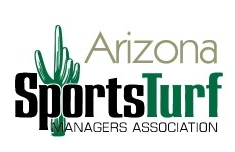 Arizona
SportsTurf
MANAGERS ASSOCIATION